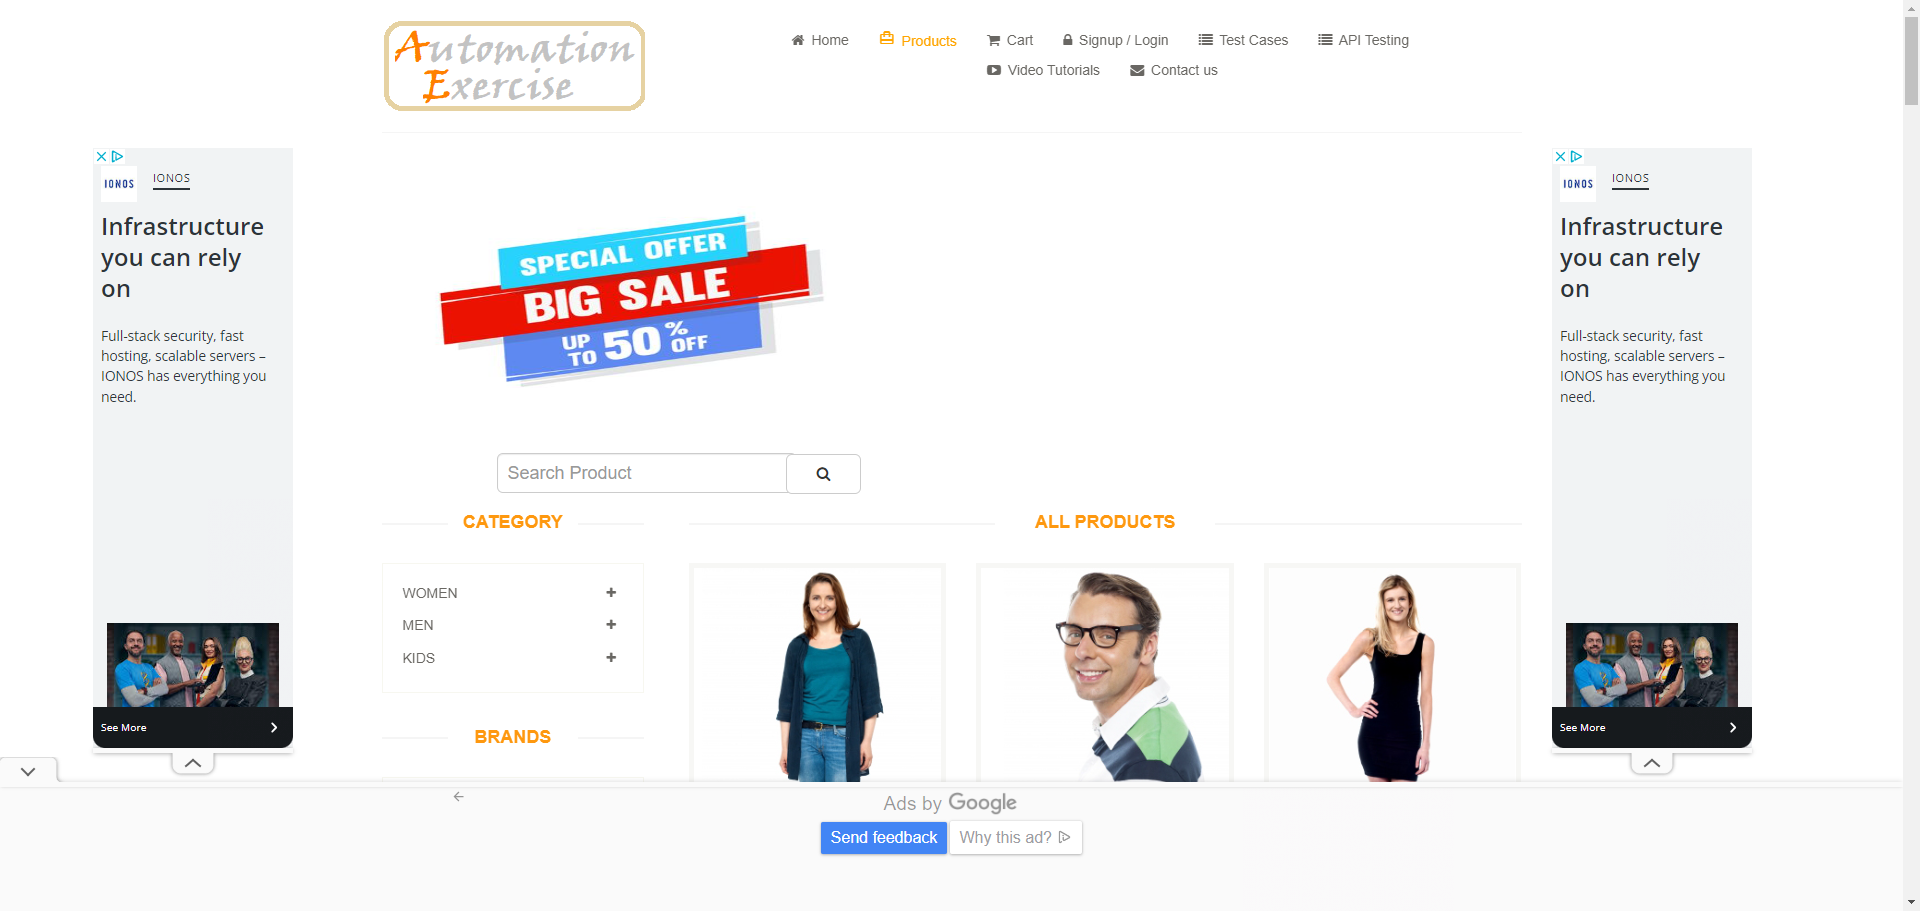 Automation
Exercise
Home
Products
Cart
Signup / Login
Test Cases
API Testing
Video Tutorials
Contact us
IONOS
IONOS
Infrastructure
you can rely
on
Full-stack security, fast
hosting, scalable servers –
IONOS has everything you
need.
See More
SPECIAL OFFER
BIG SALE
UP TO 50% OFF
Search Product
CATEGORY
WOMEN
MEN
KIDS
BRANDS
ALL PRODUCTS
IONOS
IONOS
Infrastructure
you can rely
on
Full-stack security, fast
hosting, scalable servers –
IONOS has everything you
need.
See More
Ads by Google
Send feedback
Why this ad?